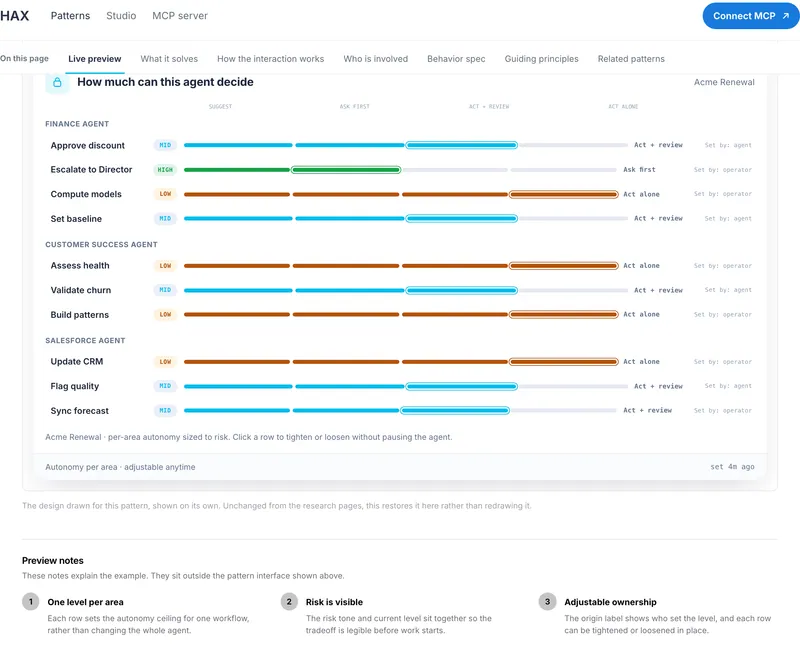 HAX Patterns Studio MCP server Connect MCP ↗
On this page Live preview What it solves How the interaction works Who is involved Behavior spec Guiding principles Related patterns
How much can this agent decide Acme Renewal
SUGGEST ASK FIRST ACT + REVIEW ACT ALONE
FINANCE AGENT
Approve discount MID Act + review Set by: agent
Escalate to Director HIGH Ask first Set by: operator
Compute models LOW Act alone Set by: operator
Set baseline MID Act + review Set by: agent
CUSTOMER SUCCESS AGENT
Assess health LOW Act alone Set by: operator
Validate churn MID Act + review Set by: agent
Build patterns LOW Act alone Set by: operator
SALESFORCE AGENT
Update CRM LOW Act alone Set by: operator
Flag quality MID Act + review Set by: agent
Sync forecast MID Act + review Set by: operator
Acme Renewal · per-area autonomy sized to risk. Click a row to tighten or loosen without pausing the agent.
Autonomy per area · adjustable anytime set 4m ago
The design drawn for this pattern, shown on its own. Unchanged from the research pages, this restores it here rather than redrawing it.
Preview notes
These notes explain the example. They sit outside the pattern interface shown above.
1 One level per area
Each row sets the autonomy ceiling for one workflow,
rather than changing the whole agent.
2 Risk is visible
The risk tone and current level sit together so the
tradeoff is legible before work starts.
3 Adjustable ownership
The origin label shows who set the level, and each row
can be tightened or loosened in place.